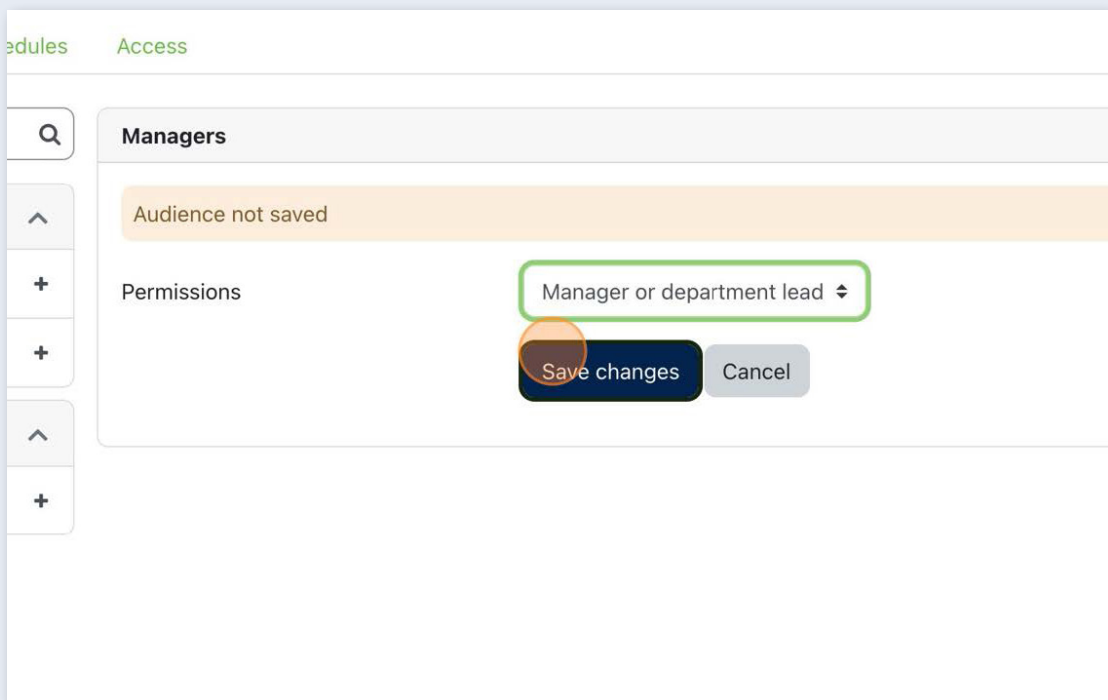 edules Access
Managers
Audience not saved
Permissions
Manager or department lead
Save changes Cancel